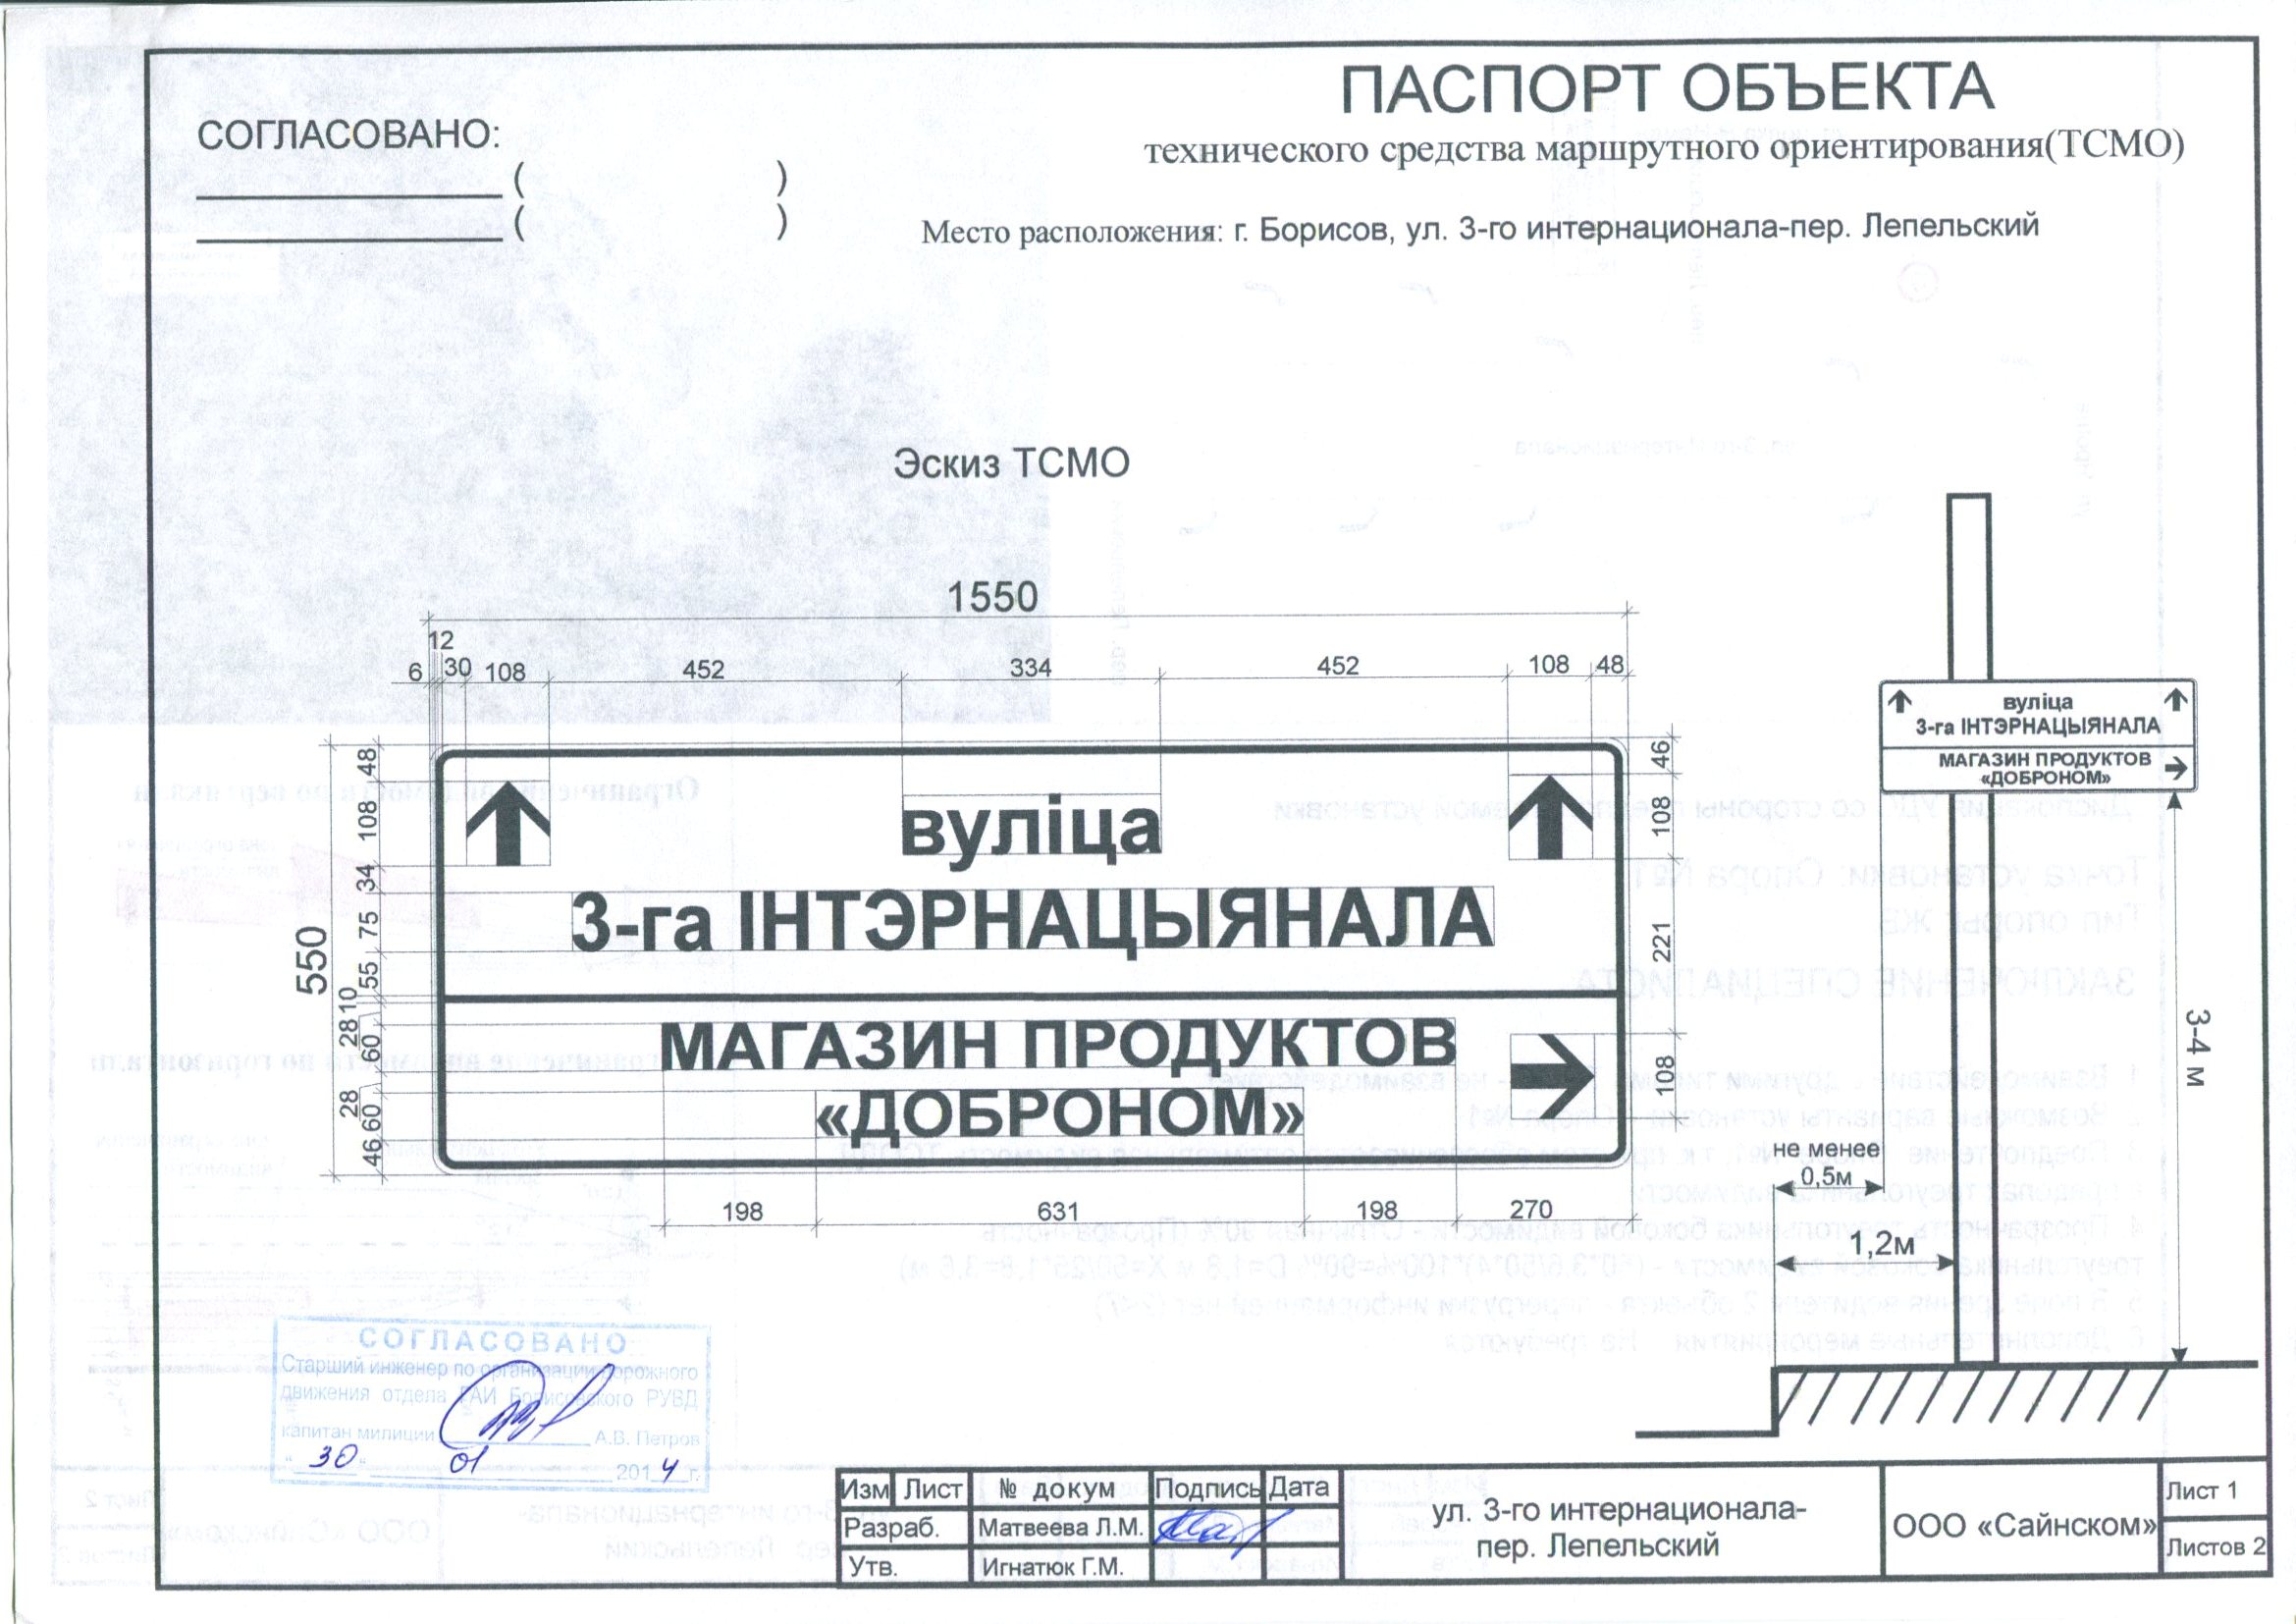 ПАСПОРТ ОБЪЕКТА
технического средства маршрутного ориентирования(ТСМО)
СОГЛАСОВАНО:
( )
( )
Место расположения: г. Борисов, ул. 3-го интернационала-пер. Лепельский
Эскиз ТСМО
1550
12
6 30 108 452 334 452 108 48
550
48
108
34
75
55
10
28
60
28
60
46
46
108
221
108
вуліца
3-га ІНТЭРНАЦЫЯНАЛА
МАГАЗИН ПРОДУКТОВ
«ДОБРОНОМ»
198 631 198 270
вуліца
3-га ІНТЭРНАЦЫЯНАЛА
МАГАЗИН ПРОДУКТОВ
«ДОБРОНОМ»
3-4 м
не менее
0,5м
1,2м
СОГЛАСОВАНО
Старший инженер по организации дорожного
движения отдела ГАИ Борисовского РУВД
капитан милиции А.В. Петров
" 30 " 01 2014 г.
Изм Лист № докум Подпись Дата
Разраб. Матвеева Л.М.
Утв. Игнатюк Г.М.
ул. 3-го интернационала-
пер. Лепельский
ООО «Сайнском»
Лист 1
Листов 2